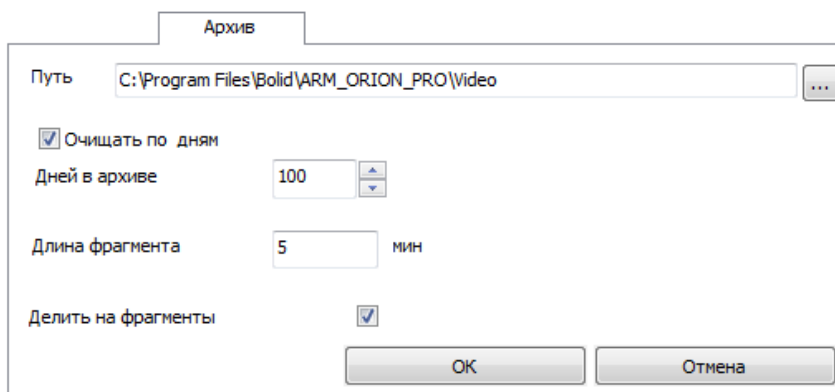 Архив
Путь C:\Program Files\Bolid\ARM_ORION_PRO\Video ...
Очищать по дням
Дней в архиве 100
Длина фрагмента 5 мин
Делить на фрагменты
OK Отмена